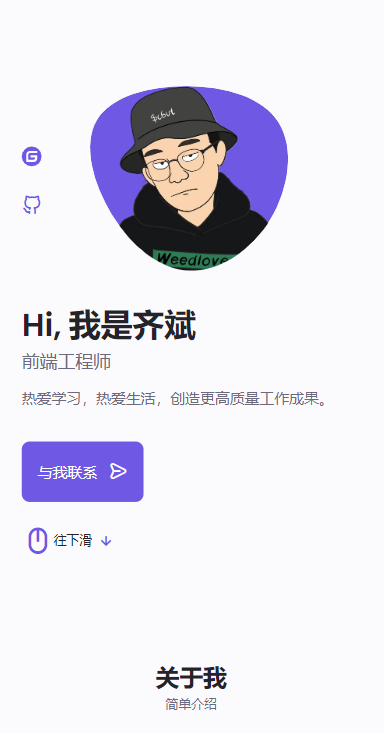 Weedlove
Hi, 我是齐斌
前端工程师
热爱学习，热爱生活，创造更高质量工作成果。
与我联系
往下滑
关于我
简单介绍